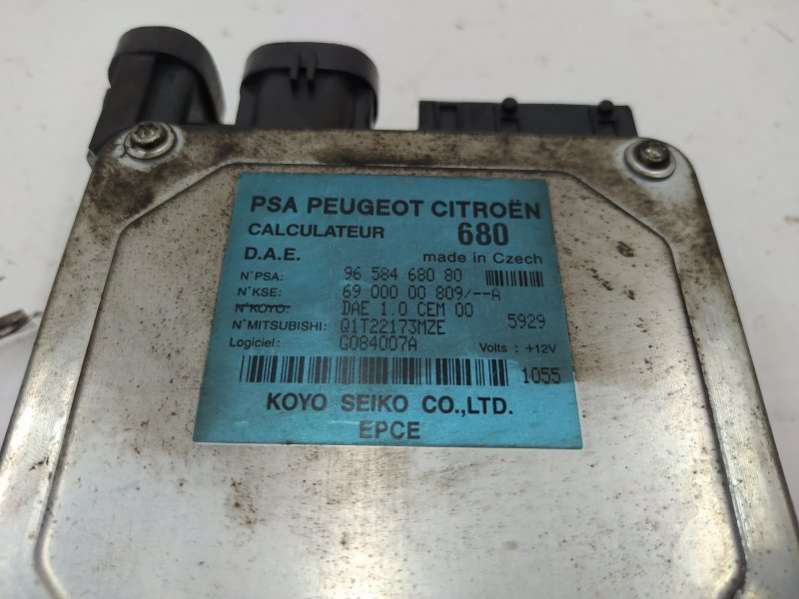 PSA PEUGEOT CITROËN
CALCULATEUR 680
D.A.E. made in Czech
N°PSA: 96 584 680 80
N°KSE: 69 000 00 809/--A
N°KOYO: DAE 1.0 CEM 00 5929
N°MITSUBISHI: Q1T22173MZE
Logiciel: G084007A Volts : +12V
1055
KOYO SEIKO CO.,LTD.
EPCE